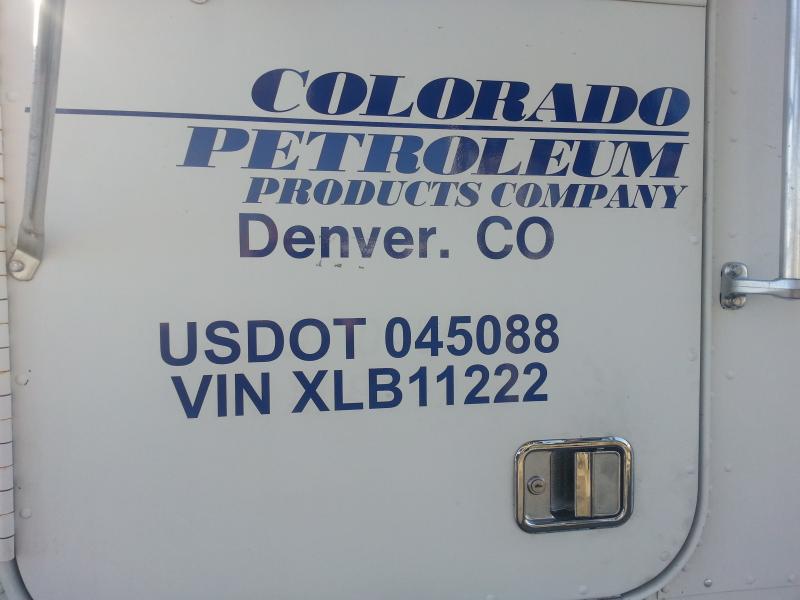 COLORADO
PETROLEUM
PRODUCTS COMPANY
Denver. CO
USDOT 045088
VIN XLB11222